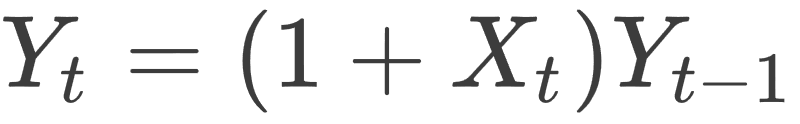 Y_t = (1 + X_t)Y_{t-1}